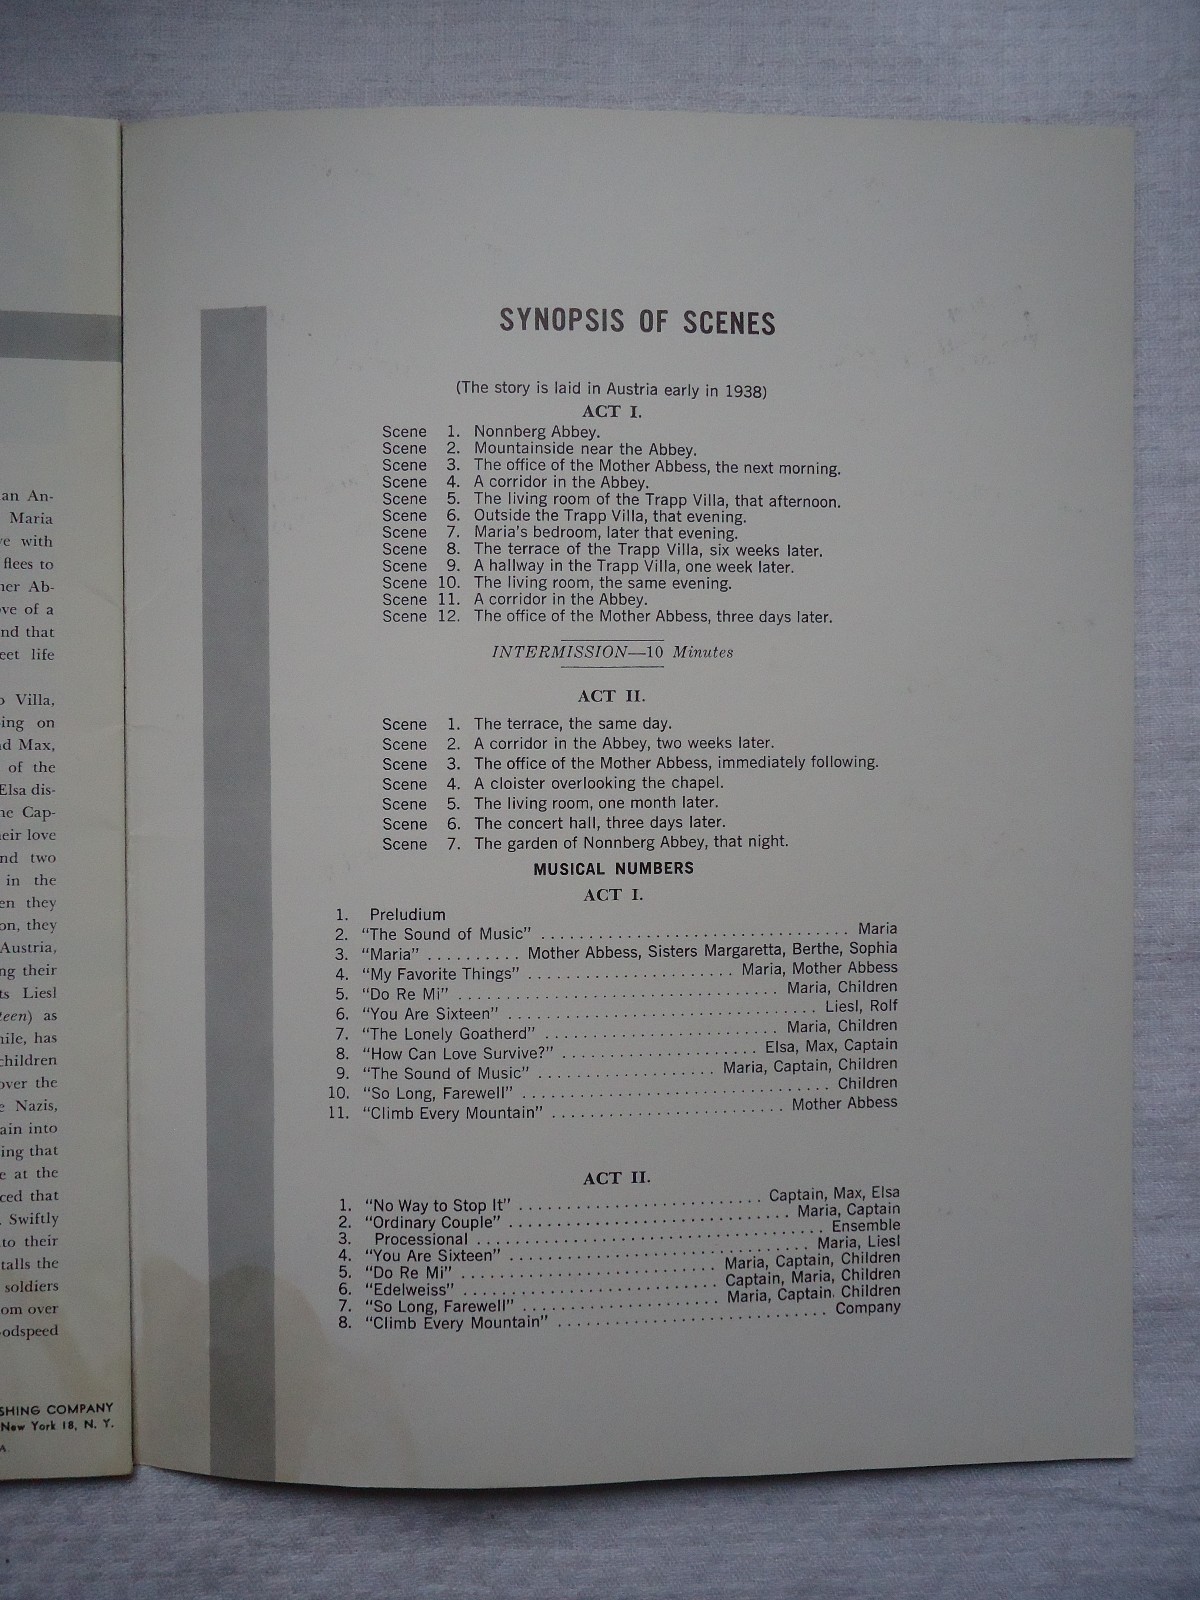 an An-
Maria
ve with
flees to
her Ab-
ove of a
nd that
eet life
Villa,
ing on
d Max,
of the
Elsa dis-
he Cap-
eir love
nd two
in the
en they
on, they
Austria,
ng their
ts Liesl
teen) as
hile, has
children
over the
e Nazis,
ain into
ing that
e at the
ced that
Swiftly
to their
talls the
soldiers
om over
odspeed
SHING COMPANY
New York 18, N. Y.
SYNOPSIS OF SCENES
(The story is laid in Austria early in 1938)
ACT I.
Scene 1. Nonnberg Abbey.
Scene 2. Mountainside near the Abbey.
Scene 3. The office of the Mother Abbess, the next morning.
Scene 4. A corridor in the Abbey.
Scene 5. The living room of the Trapp Villa, that afternoon.
Scene 6. Outside the Trapp Villa, that evening.
Scene 7. Maria's bedroom, later that evening.
Scene 8. The terrace of the Trapp Villa, six weeks later.
Scene 9. A hallway in the Trapp Villa, one week later.
Scene 10. The living room, the same evening.
Scene 11. A corridor in the Abbey.
Scene 12. The office of the Mother Abbess, three days later.
INTERMISSION—10 Minutes
ACT II.
Scene 1. The terrace, the same day.
Scene 2. A corridor in the Abbey, two weeks later.
Scene 3. The office of the Mother Abbess, immediately following.
Scene 4. A cloister overlooking the chapel.
Scene 5. The living room, one month later.
Scene 6. The concert hall, three days later.
Scene 7. The garden of Nonnberg Abbey, that night.
MUSICAL NUMBERS
ACT I.
1. Preludium
2. "The Sound of Music" ........ Maria
3. "Maria" ........ Mother Abbess, Sisters Margaretta, Berthe, Sophia
4. "My Favorite Things" ........ Maria, Mother Abbess
5. "Do Re Mi" ........ Maria, Children
6. "You Are Sixteen" ........ Liesl, Rolf
7. "The Lonely Goatherd" ........ Maria, Children
8. "How Can Love Survive?" ........ Elsa, Max, Captain
9. "The Sound of Music" ........ Maria, Captain, Children
10. "So Long, Farewell" ........ Children
11. "Climb Every Mountain" ........ Mother Abbess
ACT II.
1. "No Way to Stop It" ........ Captain, Max, Elsa
2. "Ordinary Couple" ........ Maria, Captain
3. Processional ........ Ensemble
4. "You Are Sixteen" ........ Maria, Liesl
5. "Do Re Mi" ........ Maria, Captain, Children
6. "Edelweiss" ........ Captain, Maria, Children
7. "So Long, Farewell" ........ Maria, Captain, Children
8. "Climb Every Mountain" ........ Company